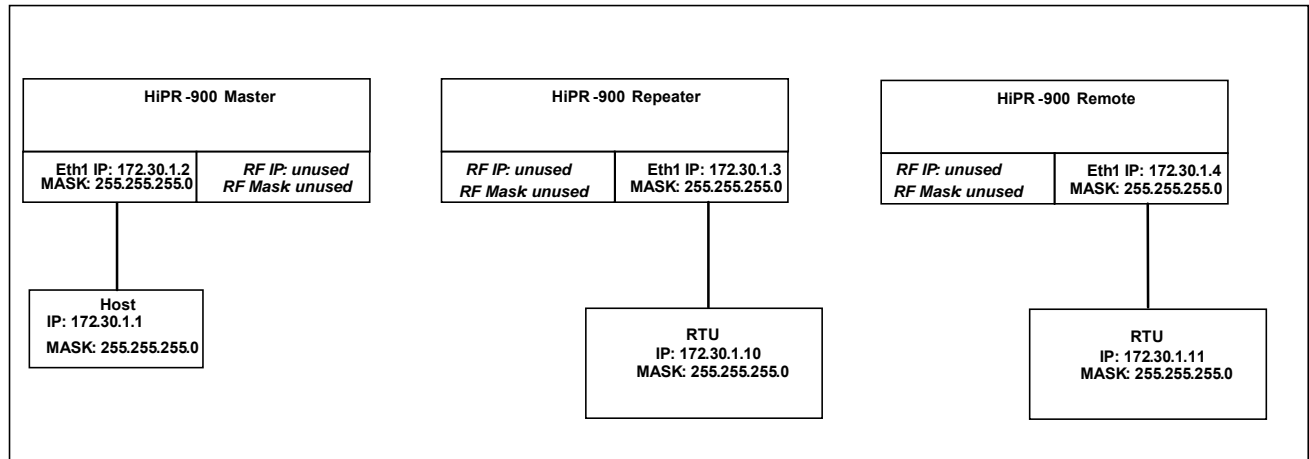 HiPR-900 Master
Eth1 IP: 172.30.1.2
MASK: 255.255.255.0
RF IP: unused
RF Mask: unused
Host
IP: 172.30.1.1
MASK: 255.255.255.0
HiPR-900 Repeater
RF IP: unused
RF Mask: unused
Eth1 IP: 172.30.1.3
MASK: 255.255.255.0
RTU
IP: 172.30.1.10
MASK: 255.255.255.0
HiPR-900 Remote
RF IP: unused
RF Mask: unused
Eth1 IP: 172.30.1.4
MASK: 255.255.255.0
RTU
IP: 172.30.1.11
MASK: 255.255.255.0